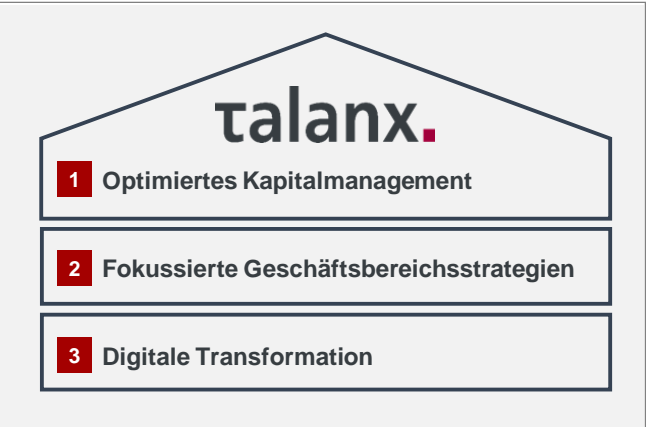 talanx.
1 Optimiertes Kapitalmanagement
2 Fokussierte Geschäftsbereichsstrategien
3 Digitale Transformation